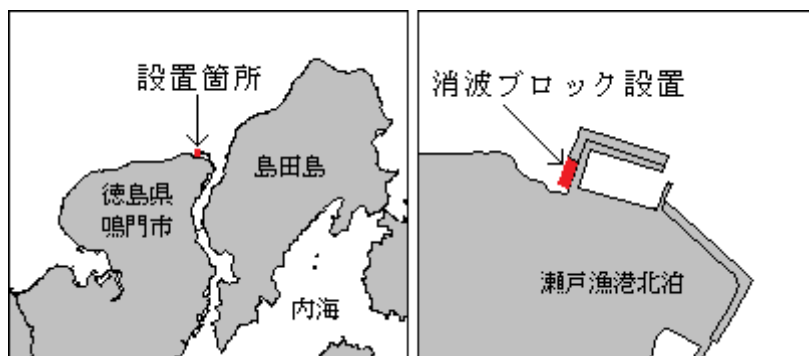 設置箇所
島田島
徳島県
鳴門市
内海
消波ブロック設置
瀬戸漁港北泊